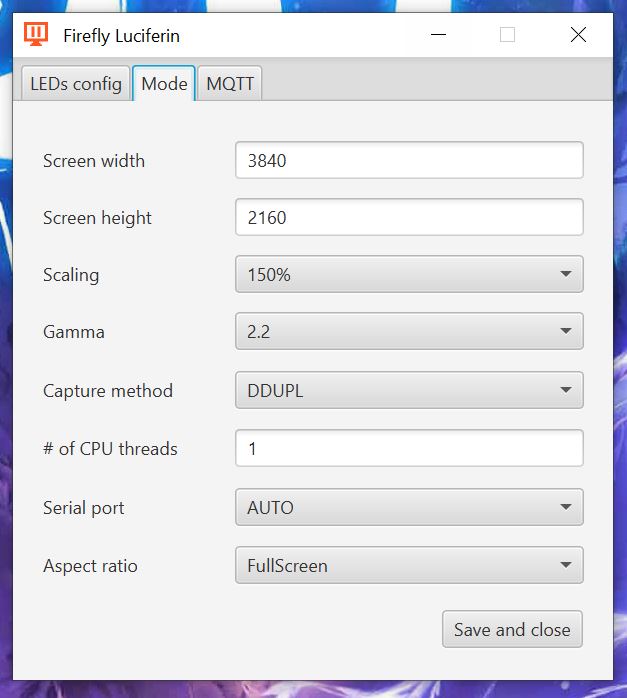 Firefly Luciferin
LEDs config Mode MQTT
Screen width 3840
Screen height 2160
Scaling 150%
Gamma 2.2
Capture method DDUPL
# of CPU threads 1
Serial port AUTO
Aspect ratio FullScreen
Save and close